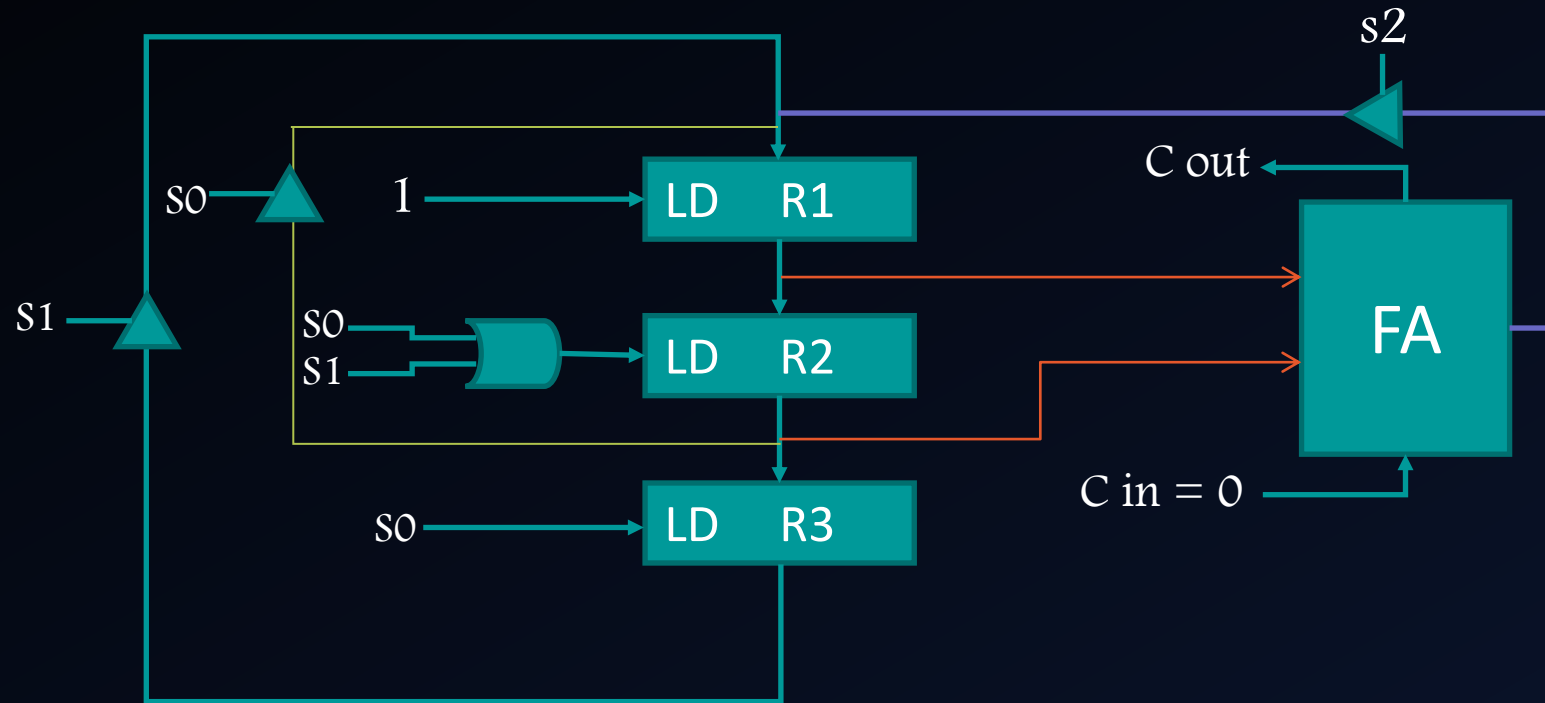 s2
C out
S0
1
LD R1
S1
S0
S1
LD R2
FA
C in = 0
S0
LD R3